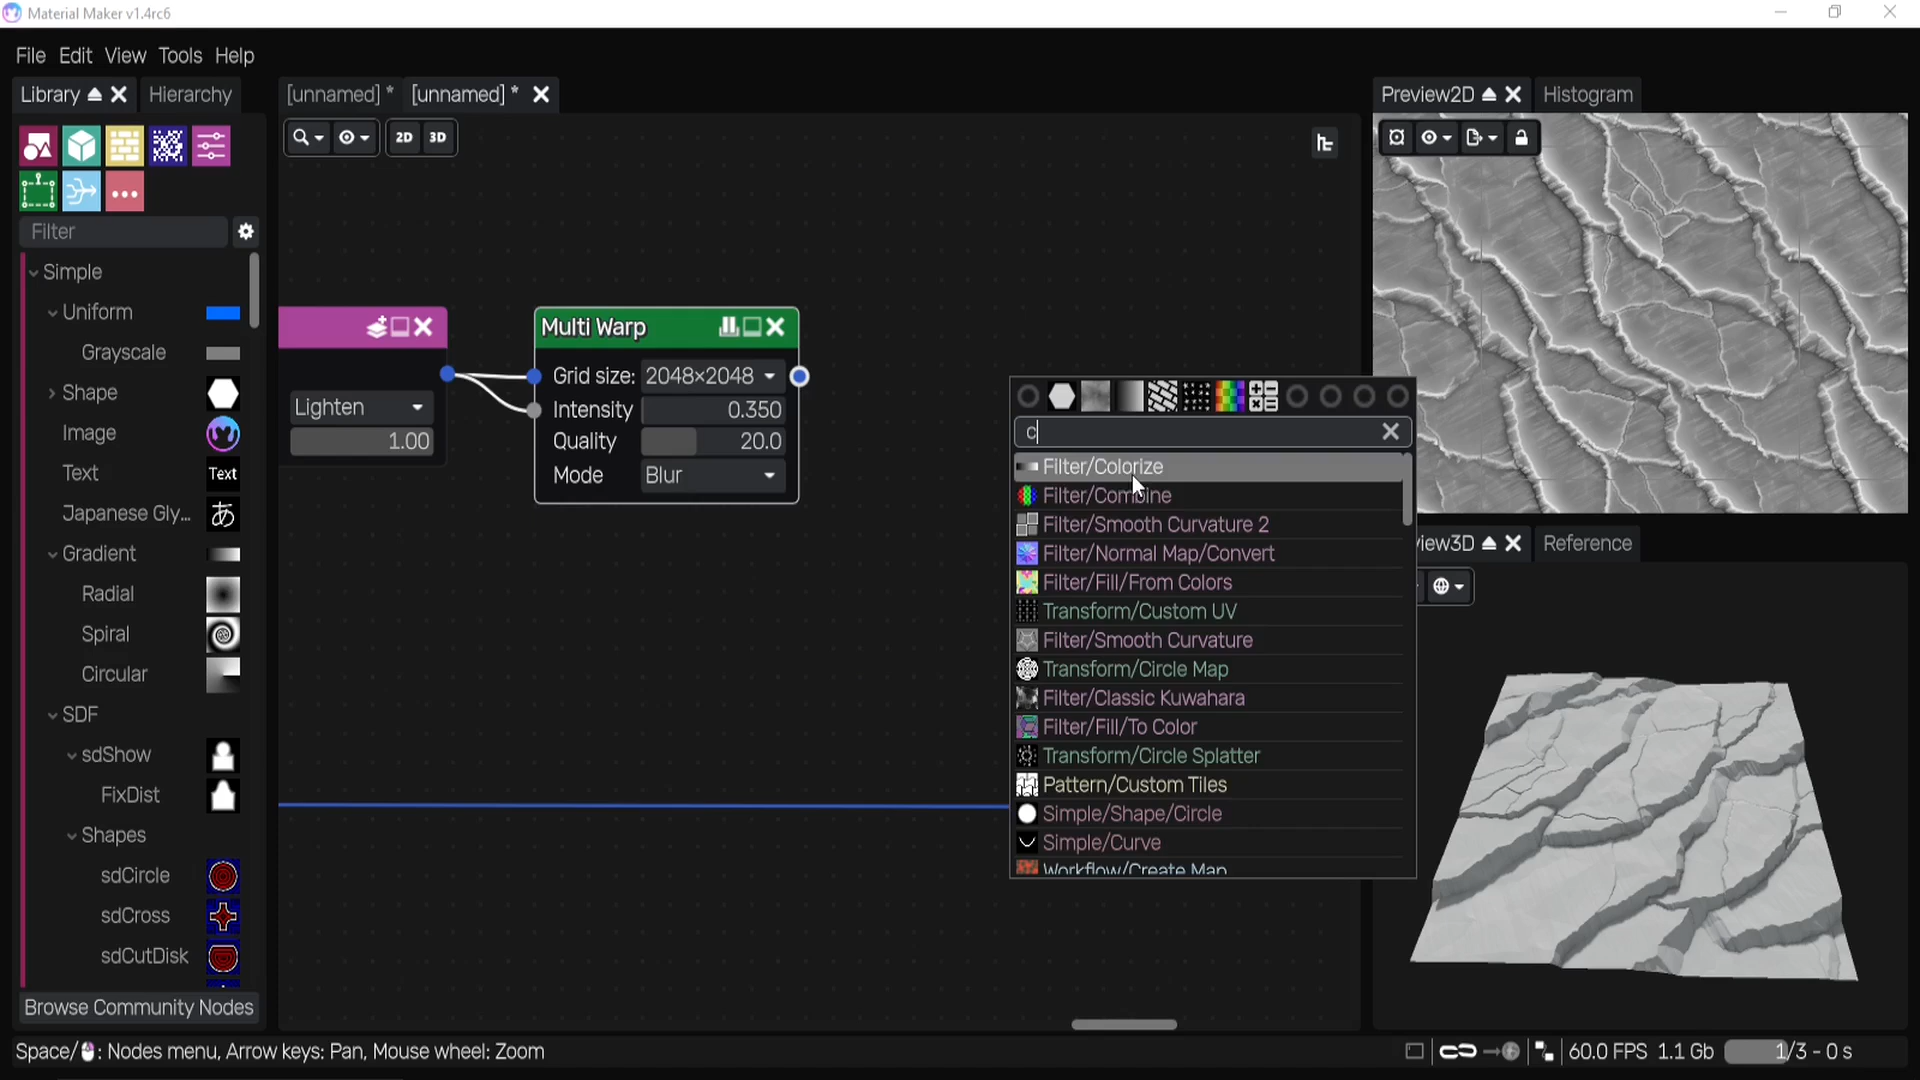 Material Maker v1.4rc6
File Edit View Tools Help
Library Hierarchy
[unnamed] * [unnamed] *
Preview2D Histogram
2D 3D
Filter
Simple
Uniform
Grayscale
Shape
Image
Text Text
Japanese Gly... あ
Gradient
Radial
Spiral
Circular
SDF
sdShow
FixDist
Shapes
sdCircle
sdCross
sdCutDisk
Browse Community Nodes
Lighten
1.00
Multi Warp
Grid size: 2048×2048
Intensity 0.350
Quality 20.0
Mode Blur
c
Filter/Colorize
Filter/Combine
Filter/Smooth Curvature 2
Filter/Normal Map/Convert
Filter/Fill/From Colors
Transform/Custom UV
Filter/Smooth Curvature
Transform/Circle Map
Filter/Classic Kuwahara
Filter/Fill/To Color
Transform/Circle Splatter
Pattern/Custom Tiles
Simple/Shape/Circle
Simple/Curve
Workflow/Create Map
view3D Reference
Space/ : Nodes menu, Arrow keys: Pan, Mouse wheel: Zoom
60.0 FPS 1.1 Gb 1/3 - 0 s